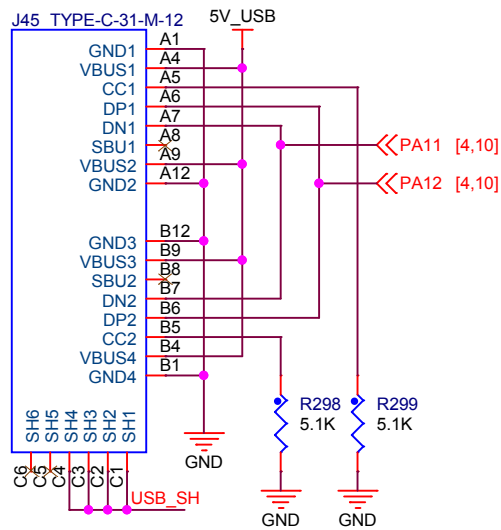 J45 TYPE-C-31-M-12
5V_USB
GND1 A1
VBUS1 A4
CC1 A5
DP1 A6
DN1 A7
SBU1 A8
VBUS2 A9
GND2 A12
PA11 [4,10]
PA12 [4,10]
GND3 B12
VBUS3 B9
SBU2 B8
DN2 B7
DP2 B6
CC2 B5
VBUS4 B4
GND4 B1
SH6 SH5 SH4 SH3 SH2 SH1
C6 C5 C4 C3 C2 C1
USB_SH
GND
R298
5.1K
R299
5.1K
GND
GND